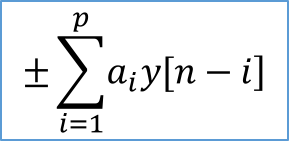 ± ∑_{i=1}^{p} a_i y[n − i]